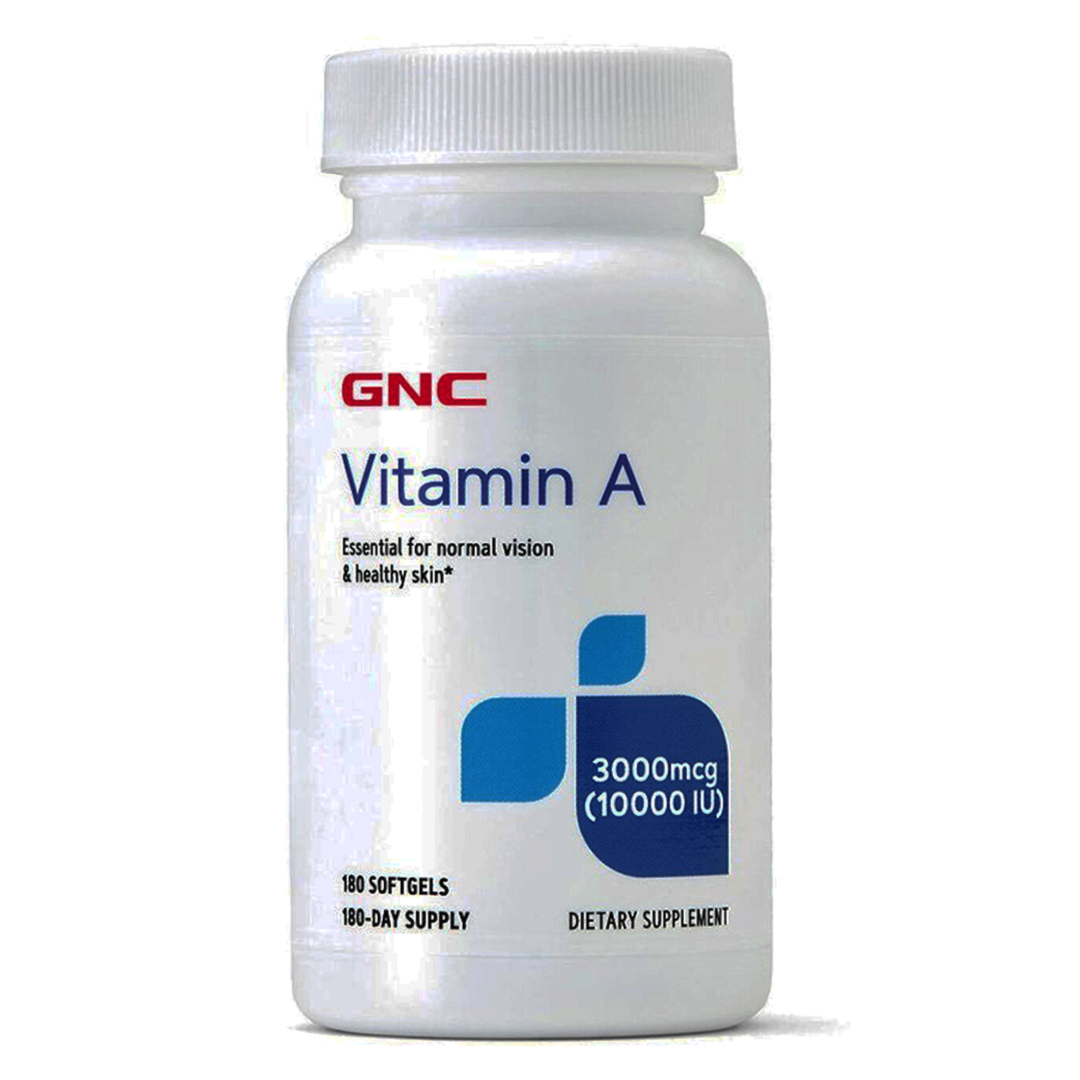 GNC
Vitamin A
Essential for normal vision
& healthy skin*
3000mcg
(10000 IU)
180 SOFTGELS
180-DAY SUPPLY
DIETARY SUPPLEMENT